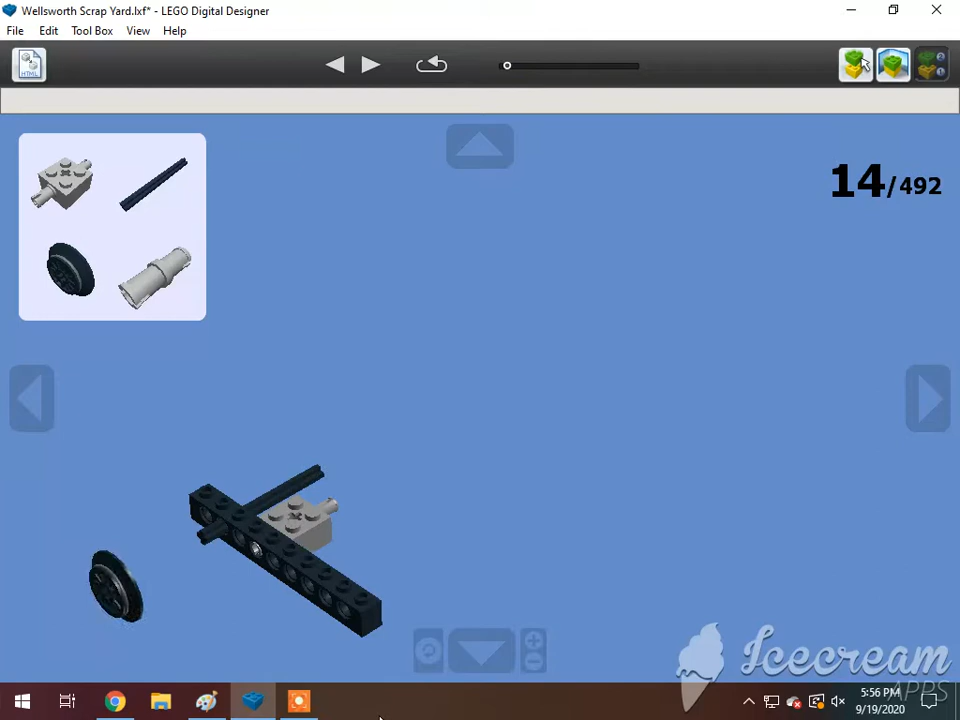 Wellsworth Scrap Yard.lxf* - LEGO Digital Designer
File Edit Tool Box View Help
HTML
14/492
Icecream
APPS
5:56 PM
9/19/2020